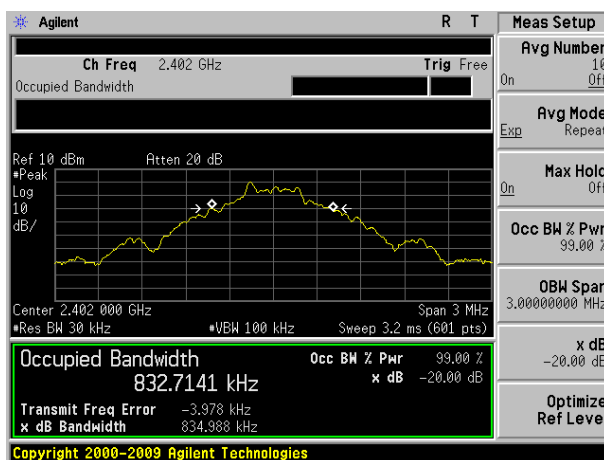 Agilent R T Meas Setup
Ch Freq 2.402 GHz Trig Free
Occupied Bandwidth
Avg Number
10
On Off
Avg Mode
Exp Repeat
Max Hold
On Off
Occ BW % Pwr
99.00 %
OBW Span
3.00000000 MHz
x dB
-20.00 dB
Optimize
Ref Level
Ref 10 dBm Atten 20 dB
#Peak
Log
10
dB/
Center 2.402 000 GHz Span 3 MHz
#Res BW 30 kHz #VBW 100 kHz Sweep 3.2 ms (601 pts)
Occupied Bandwidth Occ BW % Pwr 99.00 %
832.7141 kHz x dB -20.00 dB
Transmit Freq Error -3.978 kHz
x dB Bandwidth 834.988 kHz
Copyright 2000-2009 Agilent Technologies